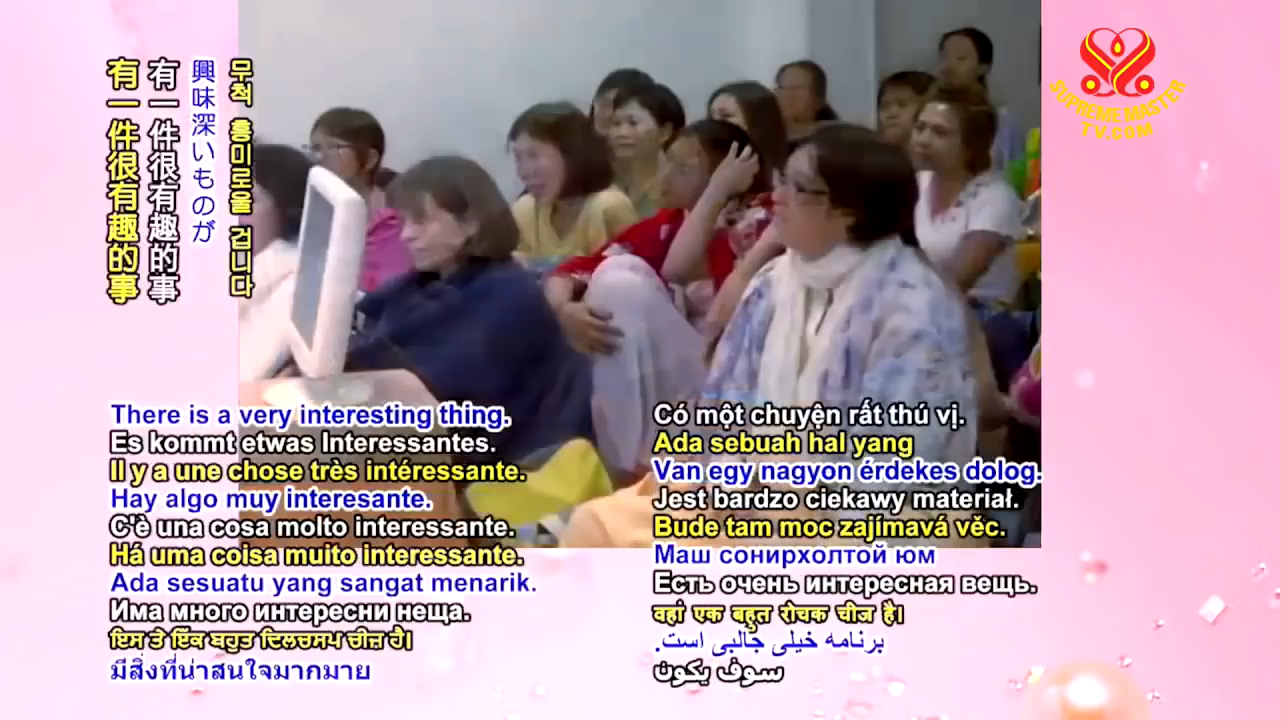 有一件很有趣的事
有一件很有趣的事
興味深いものが
무척 흥미로울 겁니다
SUPREME MASTER
TV.COM
There is a very interesting thing.
Es kommt etwas Interessantes.
Il y a une chose très intéressante.
Hay algo muy interesante.
C'è una cosa molto interessante.
Há uma coisa muito interessante.
Ada sesuatu yang sangat menarik.
Има много интересни неща.
ਇਸ ਤੇ ਇੱਕ ਬਹੁਤ ਦਿਲਚਸਪ ਚੀਜ਼ ਹੈ।
มีสิ่งที่น่าสนใจมากมาย
Có một chuyện rất thú vị.
Ada sebuah hal yang
Van egy nagyon érdekes dolog.
Jest bardzo ciekawy materiał.
Bude tam moc zajímavá věc.
Маш сонирхолтой юм
Есть очень интересная вещь.
वहां एक बहुत रोचक चीज है।
برنامه خیلی جالبی است.
سوف يكون